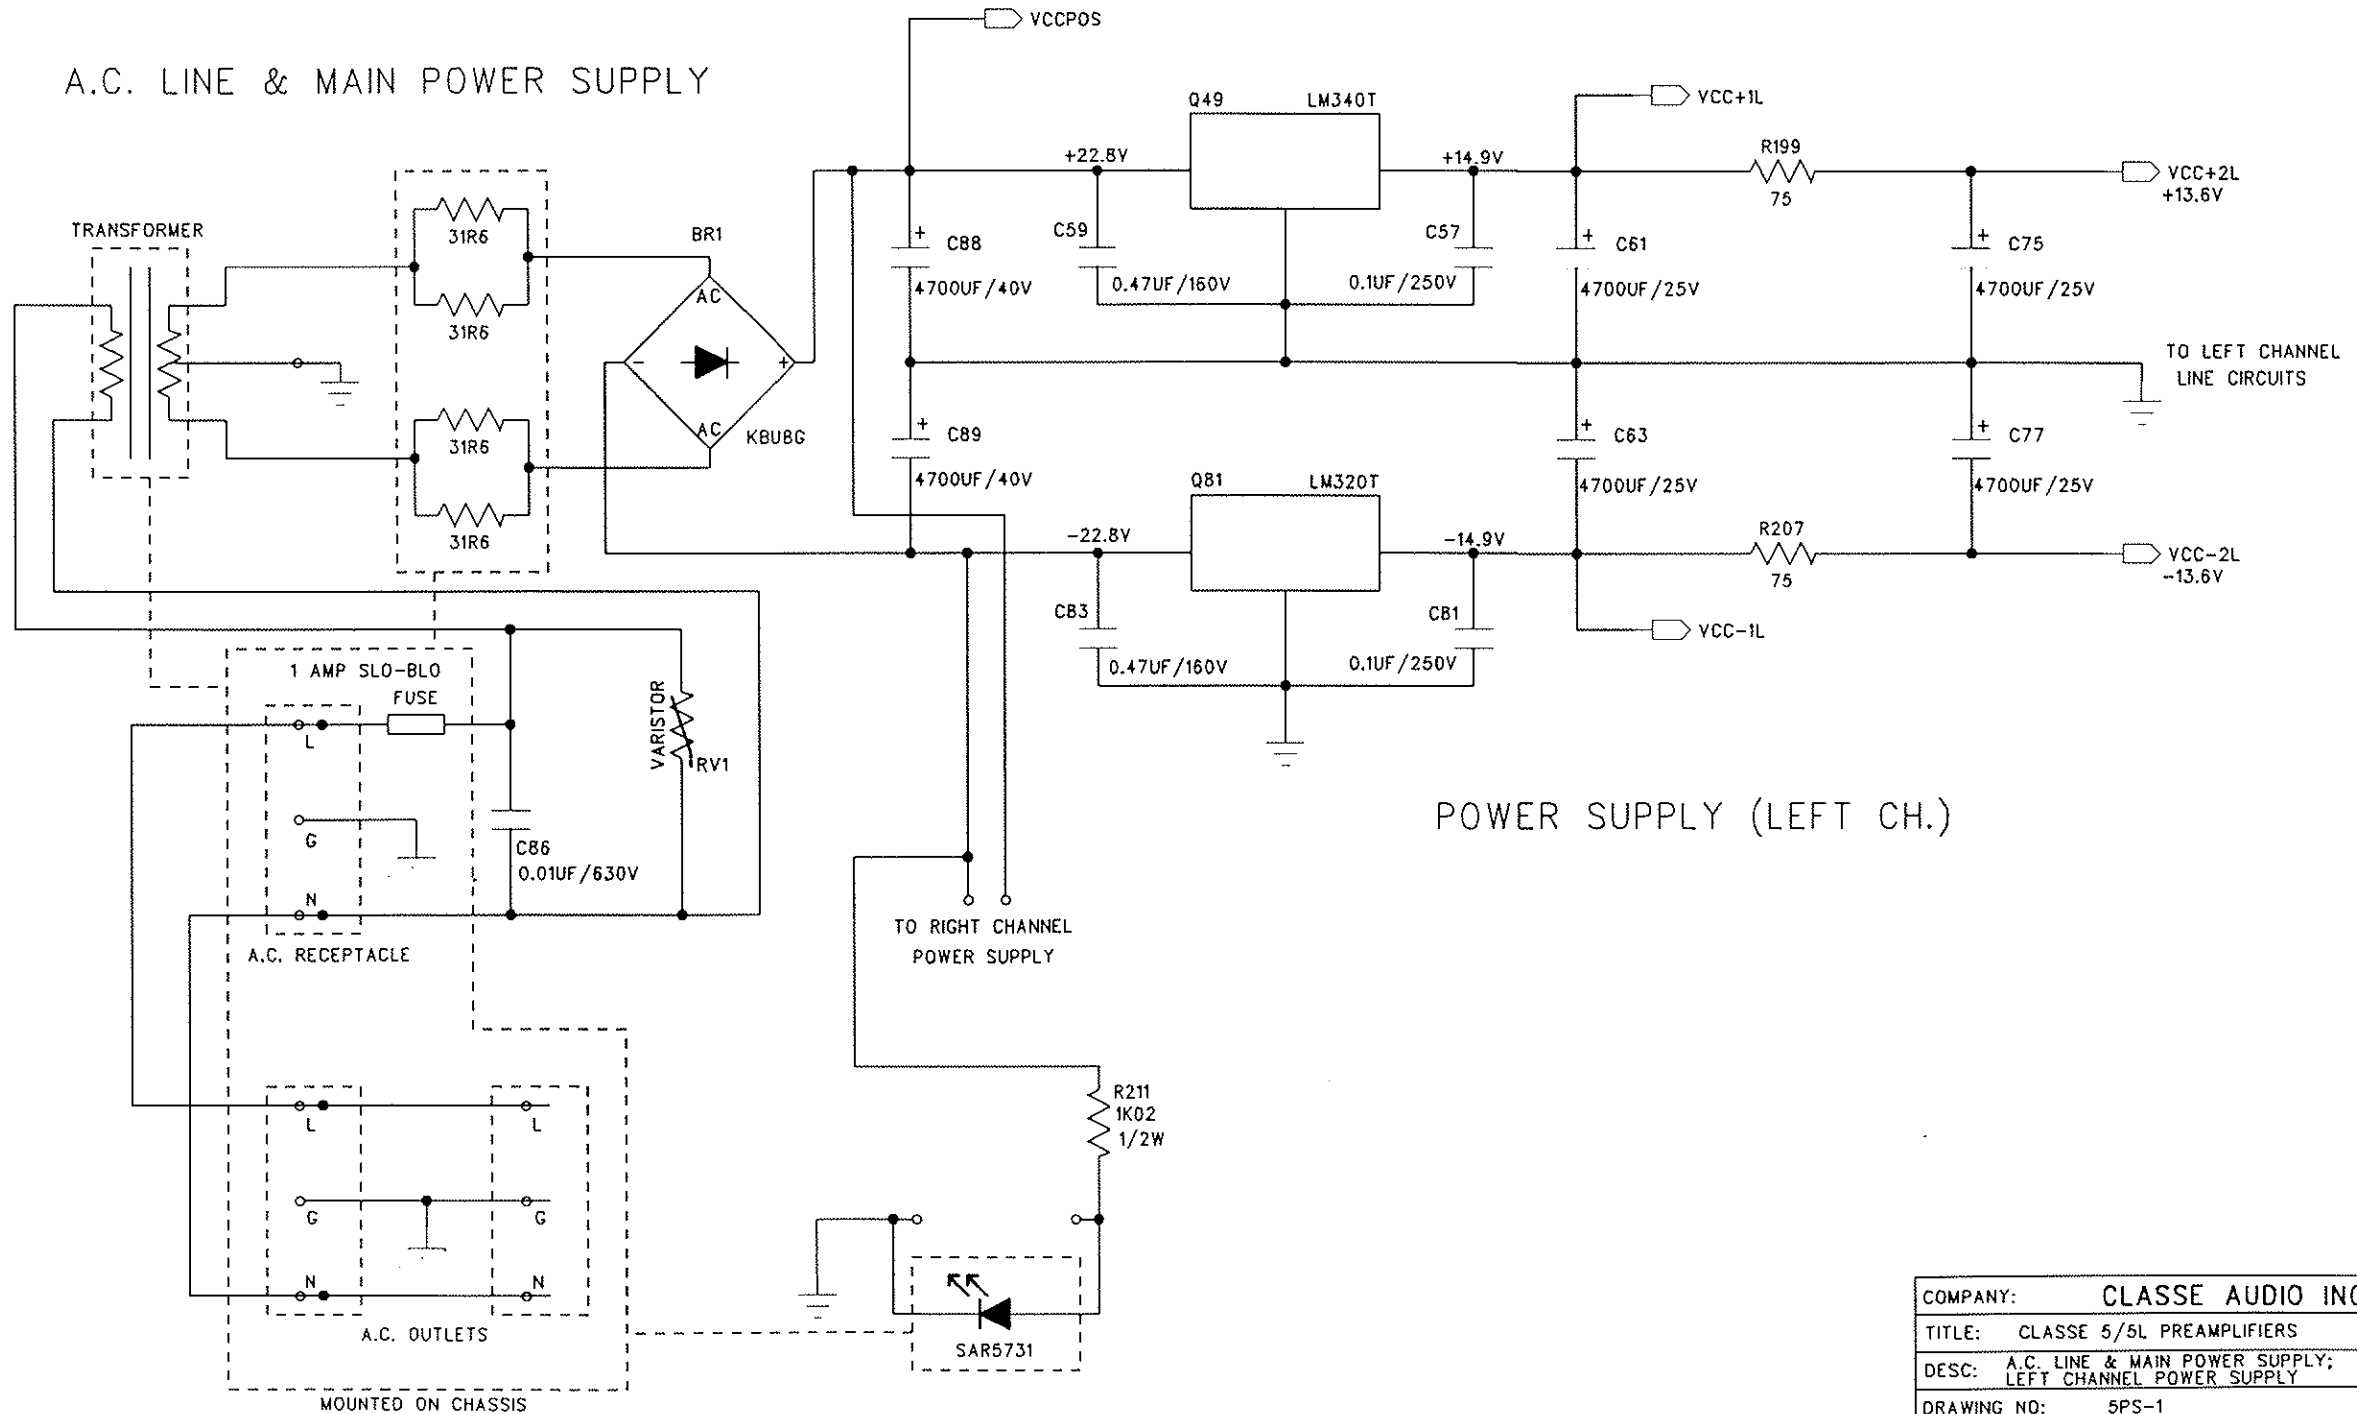 A.C. LINE & MAIN POWER SUPPLY
VCCPOS
TRANSFORMER
31R6
31R6
31R6
31R6
BR1
AC
-
+
AC
KBU8G
+
C88
4700UF/40V
+
C89
4700UF/40V
+22.8V
Q49
LM340T
+14.9V
C59
0.47UF/160V
C57
0.1UF/250V
VCC+1L
+
C61
4700UF/25V
R199
75
VCC+2L
+13.6V
+
C75
4700UF/25V
TO LEFT CHANNEL
LINE CIRCUITS
-22.8V
Q81
LM320T
-14.9V
C83
0.47UF/160V
C81
0.1UF/250V
+
C63
4700UF/25V
+
C77
4700UF/25V
R207
75
VCC-2L
-13.6V
VCC-1L
1 AMP SLO-BLO
FUSE
L
G
N
A.C. RECEPTACLE
C86
0.01UF/630V
VARISTOR
RV1
POWER SUPPLY (LEFT CH.)
TO RIGHT CHANNEL
POWER SUPPLY
R211
1K02
1/2W
L
L
G
G
N
N
A.C. OUTLETS
SAR5731
MOUNTED ON CHASSIS
COMPANY: CLASSE AUDIO INC
TITLE: CLASSE 5/5L PREAMPLIFIERS
DESC: A.C. LINE & MAIN POWER SUPPLY;
LEFT CHANNEL POWER SUPPLY
DRAWING NO: 5PS-1